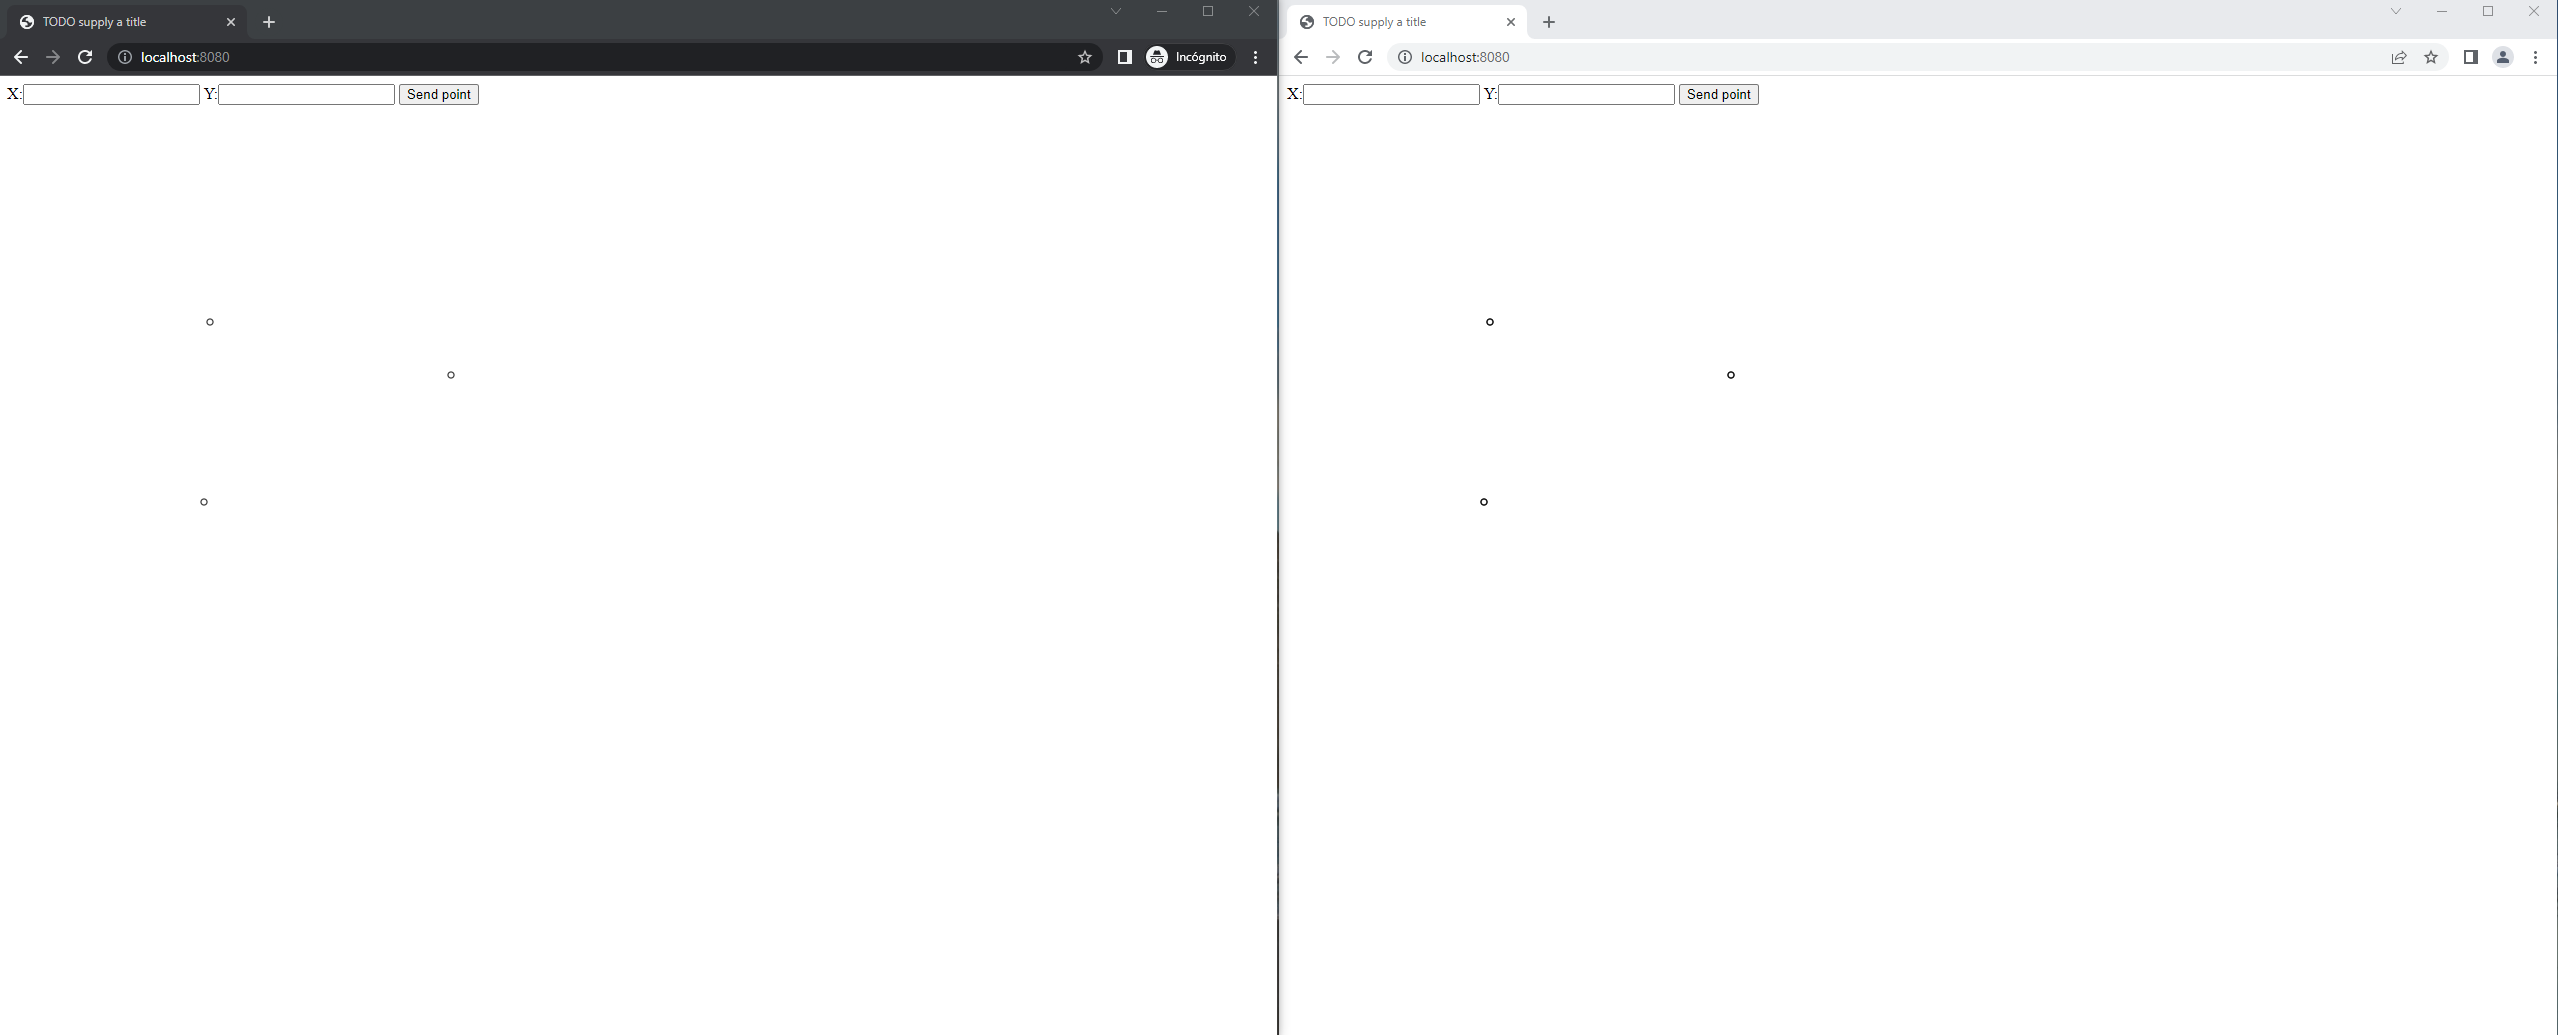 TODO supply a title
localhost:8080
Incógnito
X: Y: Send point
TODO supply a title
localhost:8080
X: Y: Send point